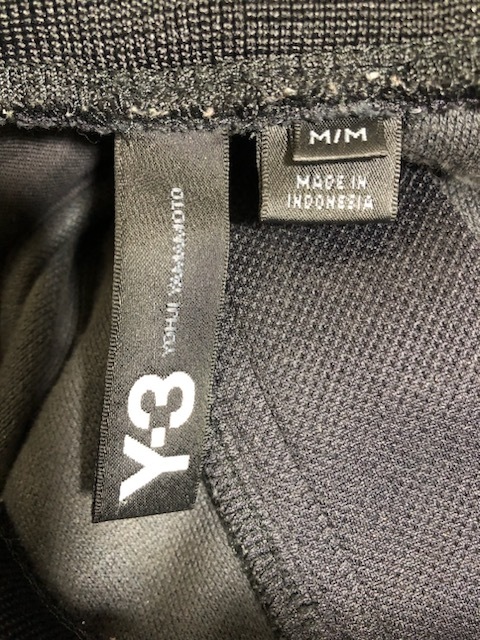 M/M
MADE IN
INDONESIA
Y-3 YOHJI YAMAMOTO